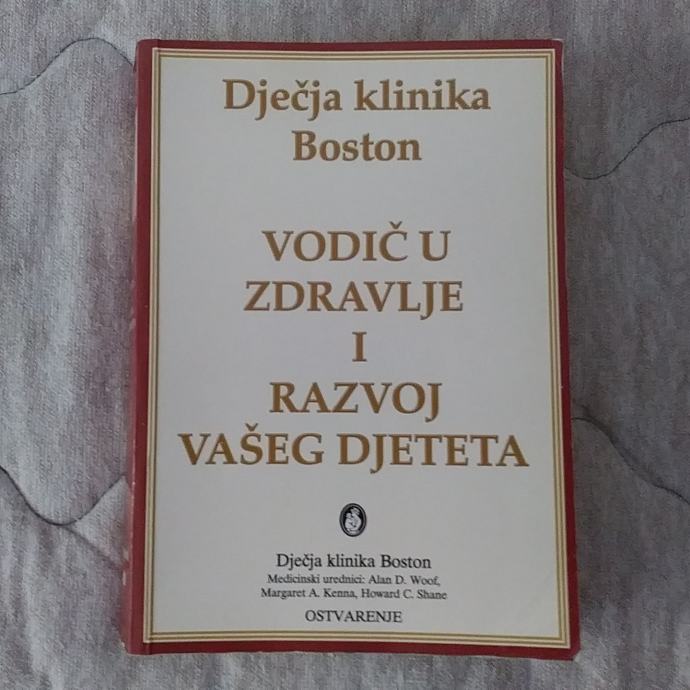 Dječja klinika
Boston
VODIČ U
ZDRAVLJE
I
RAZVOJ
VAŠEG DJETETA
Dječja klinika Boston
Medicinski urednici: Alan D. Woof,
Margaret A. Kenna, Howard C. Shane
OSTVARENJE